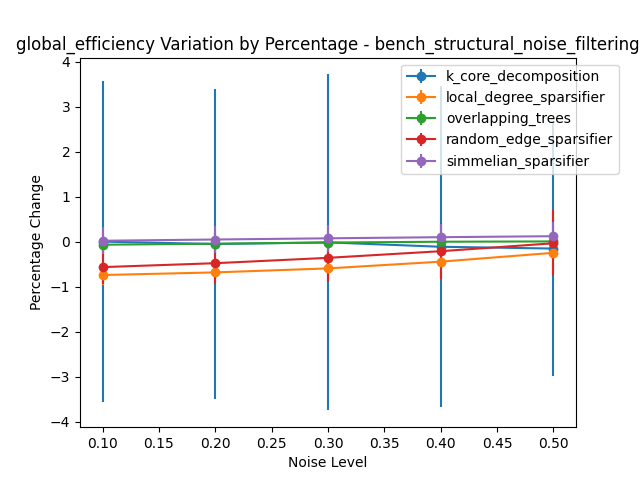 global_efficiency Variation by Percentage - bench_structural_noise_filtering
k_core_decomposition
local_degree_sparsifier
overlapping_trees
random_edge_sparsifier
simmelian_sparsifier
Percentage Change
4
3
2
1
0
−1
−2
−3
−4
0.10 0.15 0.20 0.25 0.30 0.35 0.40 0.45 0.50
Noise Level